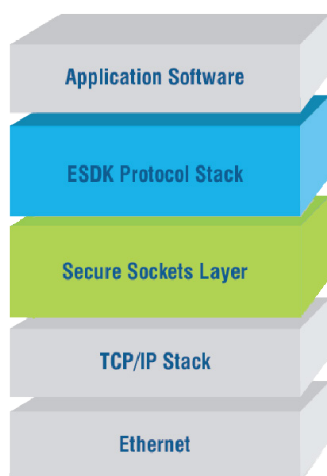 Application Software
ESDK Protocol Stack
Secure Sockets Layer
TCP/IP Stack
Ethernet